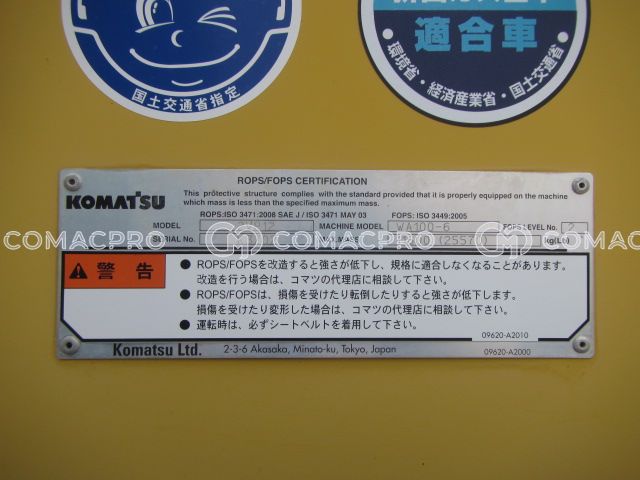 国土交通省指定
適合車
・環境省・経済産業省・国土交通省・
ROPS/FOPS CERTIFICATION
This protective structure complies with the standard provided that it is properly equipped on the machine
which mass is less than the specified maximum mass.
KOMATSU
ROPS:ISO 3471:2008 SAE J / ISO 3471 MAY 03 FOPS: ISO 3449:2005
MODEL MACHINE MODEL WA100-6 FOPS LEVEL No. 2
SERIAL No. MAX. MASS kg(Lb)
COMACPRO COMACPRO COMACPRO
警告
● ROPS/FOPSを改造すると強さが低下し、規格に適合しなくなることがあります。
改造を行う場合は、コマツの代理店に相談して下さい。
● ROPS/FOPSは、損傷を受けたり転倒したりすると強さが低下します。
損傷を受けたり変形した場合は、コマツの代理店に相談して下さい。
● 運転時は、必ずシートベルトを着用して下さい。
09620-A2010
Komatsu Ltd. 2-3-6 Akasaka, Minato-ku, Tokyo, Japan 09620-A2000
COMACPRO COMACPRO COMACPRO